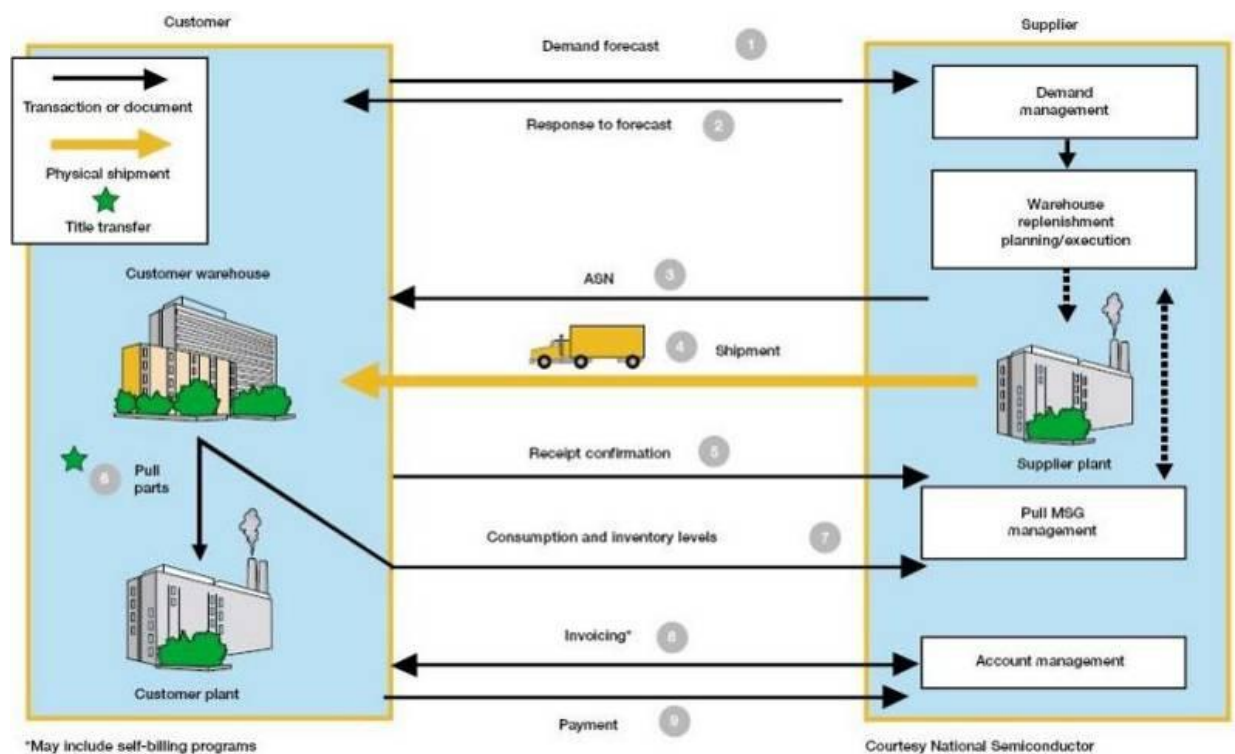 Customer
Supplier
Demand forecast 1
Transaction or document
Physical shipment
Title transfer
Response to forecast 2
Demand
management
Warehouse
replenishment
planning/execution
Customer warehouse
ASN 3
4 Shipment
Supplier plant
6 Pull
parts
Receipt confirmation 5
Pull MSG
management
Consumption and inventory levels 7
Customer plant
Invoicing* 8
Account management
Payment 9
*May include self-billing programs
Courtesy National Semiconductor